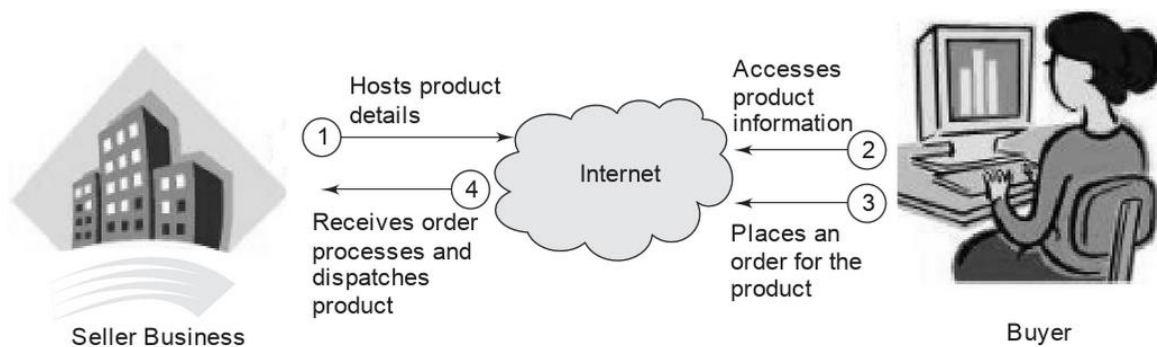 Hosts product
details
1
4
Receives order
processes and
dispatches
product
Seller Business
Internet
Accesses
product
information
2
3
Places an
order for the
product
Buyer